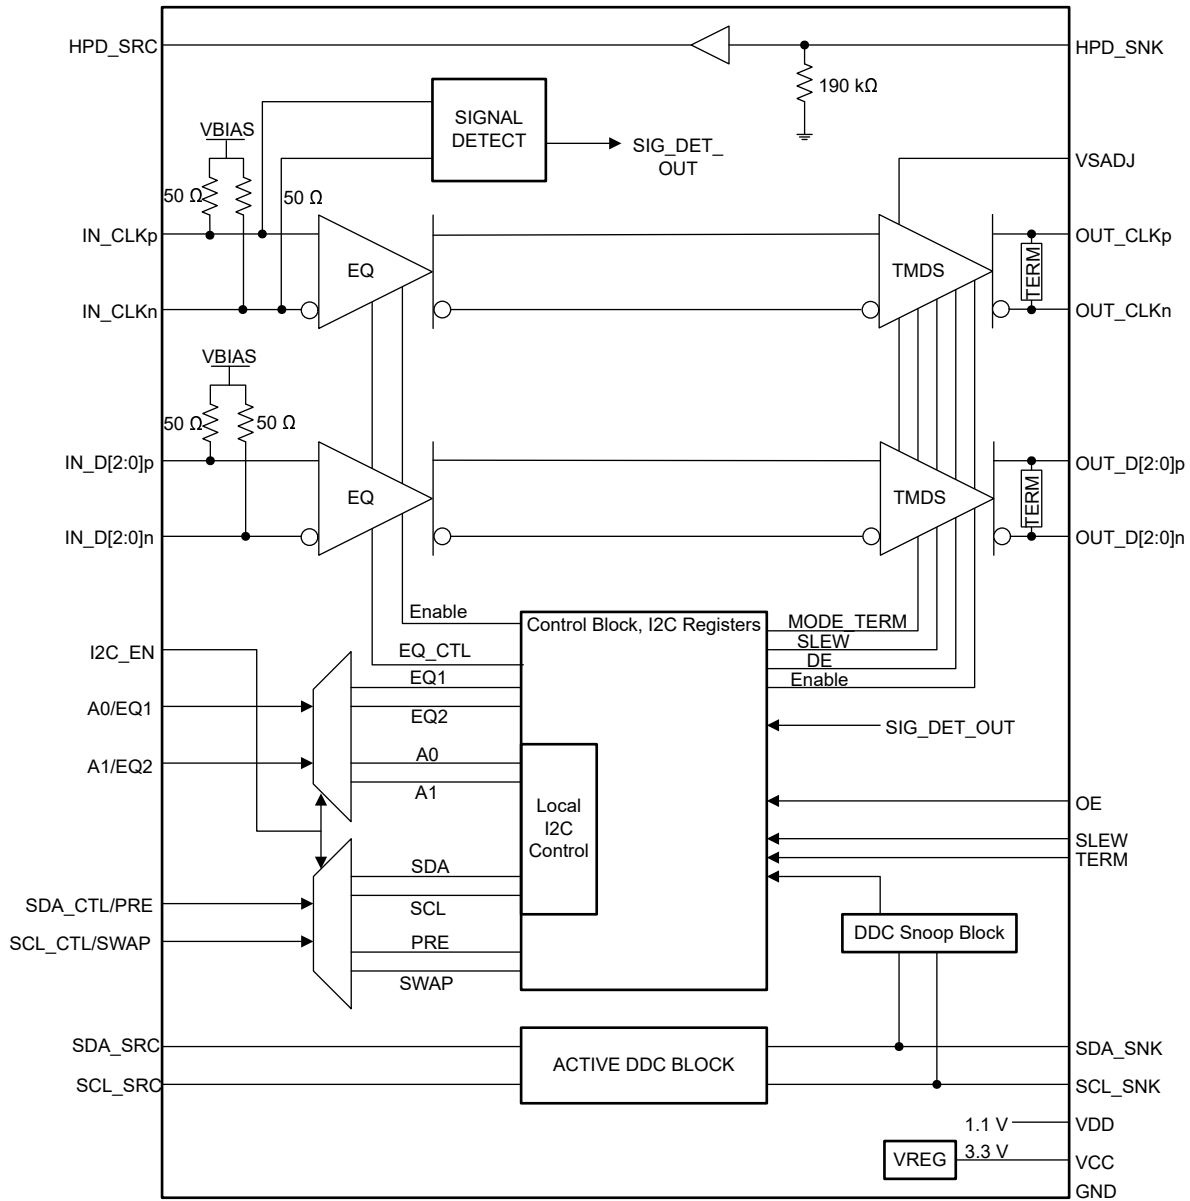 HPD_SRC
HPD_SNK
190 kΩ
SIGNAL
DETECT
SIG_DET_
OUT
VBIAS
VSADJ
50 Ω
50 Ω
IN_CLKp
EQ
TMDS
TERM
OUT_CLKp
IN_CLKn
OUT_CLKn
VBIAS
50 Ω
50 Ω
IN_D[2:0]p
EQ
TMDS
TERM
OUT_D[2:0]p
IN_D[2:0]n
OUT_D[2:0]n
Enable
Control Block, I2C Registers
MODE_TERM
SLEW
DE
Enable
I2C_EN
EQ_CTL
EQ1
A0/EQ1
EQ2
SIG_DET_OUT
A1/EQ2
A0
A1
Local
I2C
Control
OE
SLEW
TERM
SDA
SDA_CTL/PRE
SCL
SCL_CTL/SWAP
PRE
SWAP
DDC Snoop Block
SDA_SRC
ACTIVE DDC BLOCK
SDA_SNK
SCL_SRC
SCL_SNK
1.1 V
VDD
VREG
3.3 V
VCC
GND